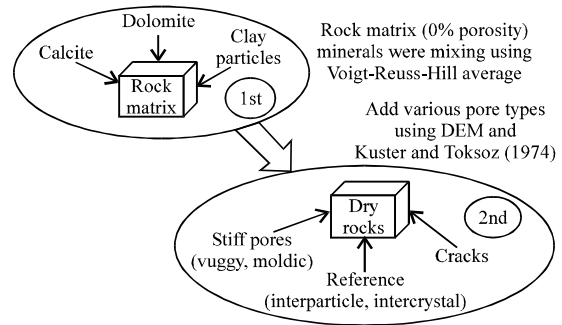 Dolomite
Calcite
Clay
particles
Rock
matrix
1st
Rock matrix (0% porosity)
minerals were mixing using
Voigt-Reuss-Hill average
Add various pore types
using DEM and
Kuster and Toksoz (1974)
Dry
rocks
2nd
Stiff pores
(vuggy, moldic)
Cracks
Reference
(interparticle, intercrystal)